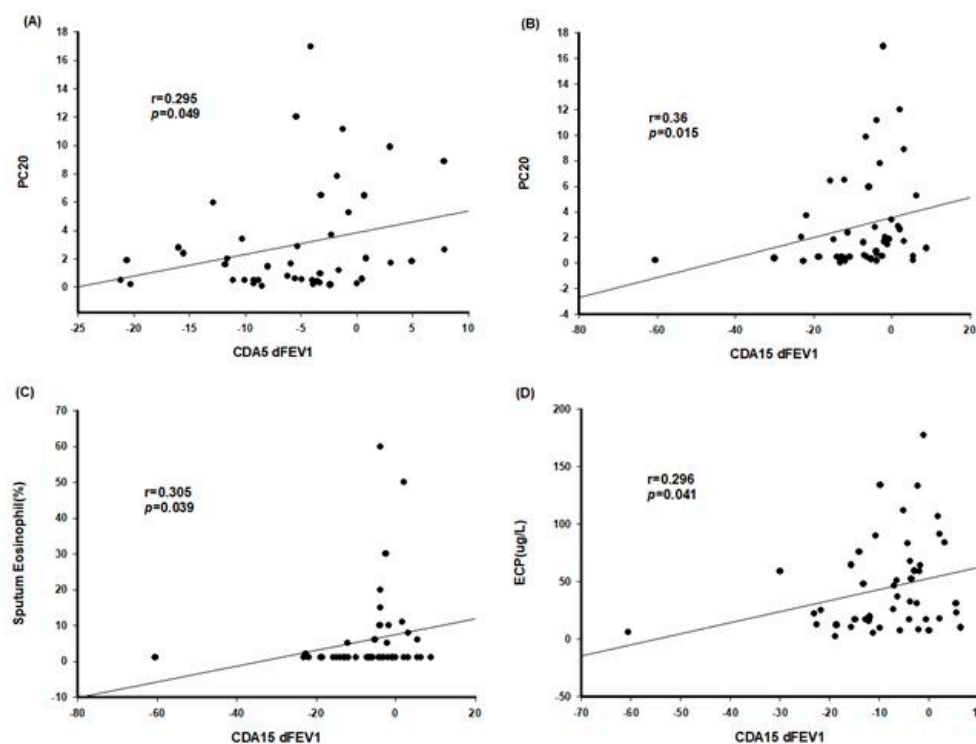 (A)
18
16
14
12
10
8
6
4
2
0
PC20
r=0.295
p=0.049
-25 -20 -15 -10 -5 0 5 10
CDA5 dFEV1
(B)
18
16
14
12
10
8
6
4
2
0
-2
-4
PC20
r=0.36
p=0.015
-80 -60 -40 -20 0 20
CDA15 dFEV1
(C)
70
60
50
40
30
20
10
0
-10
Sputum Eosinophil(%)
r=0.305
p=0.039
-80 -60 -40 -20 0 20
CDA15 dFEV1
(D)
200
150
100
50
0
-50
ECP(ug/L)
r=0.296
p=0.041
-70 -60 -50 -40 -30 -20 -10 0 10
CDA15 dFEV1